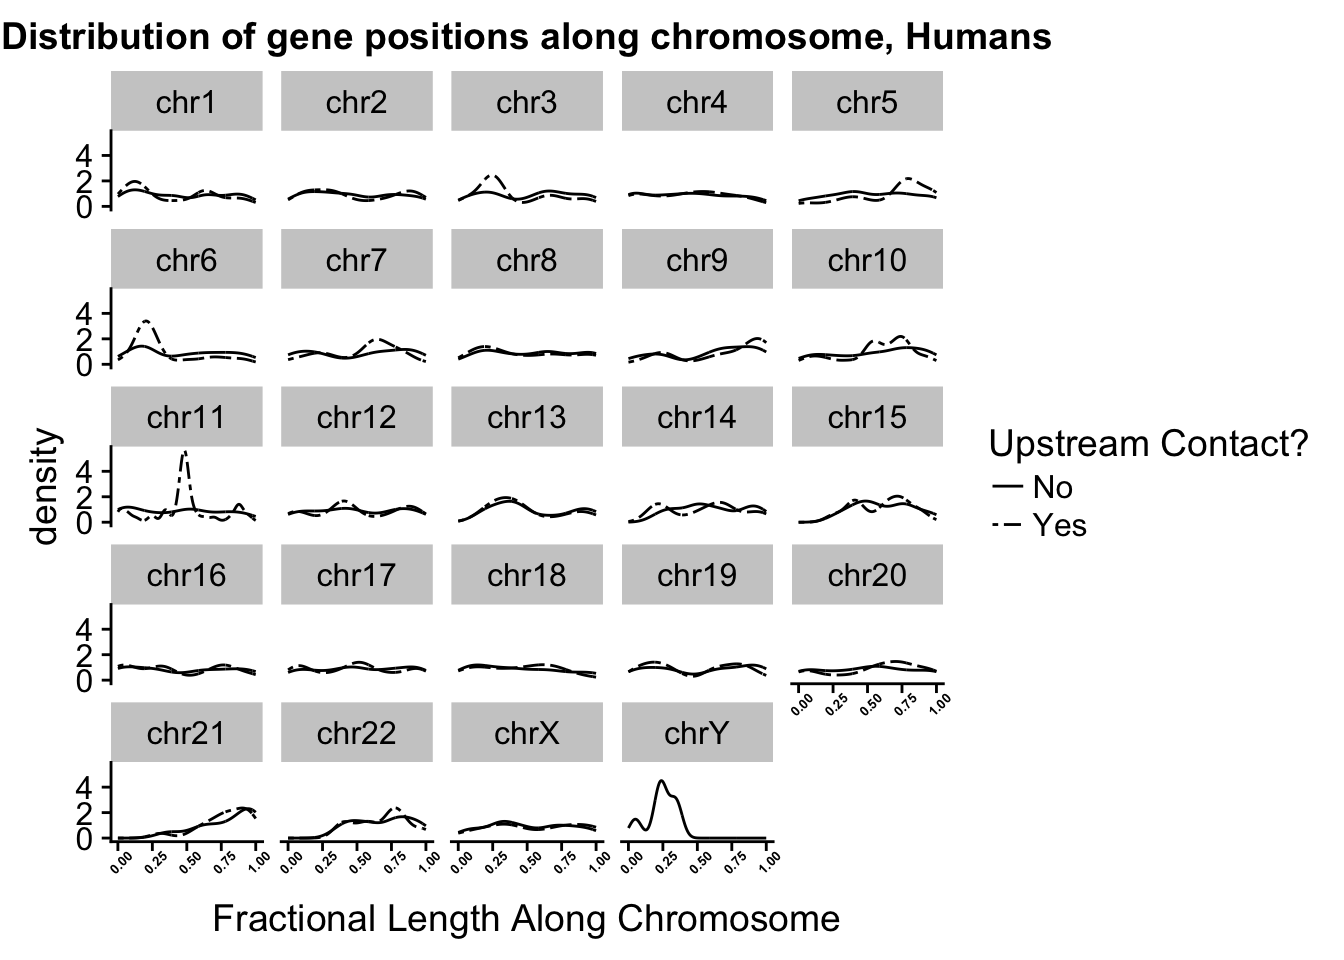 Distribution of gene positions along chromosome, Humans
chr1 chr2 chr3 chr4 chr5
4
2
0
chr6 chr7 chr8 chr9 chr10
4
2
0
chr11 chr12 chr13 chr14 chr15
4
2
0
chr16 chr17 chr18 chr19 chr20
4
2
0
0.00 0.25 0.50 0.75 1.00
chr21 chr22 chrX chrY
4
2
0
0.00 0.25 0.50 0.75 1.00 0.00 0.25 0.50 0.75 1.00 0.00 0.25 0.50 0.75 1.00 0.00 0.25 0.50 0.75 1.00
Fractional Length Along Chromosome
density
Upstream Contact?
No
Yes